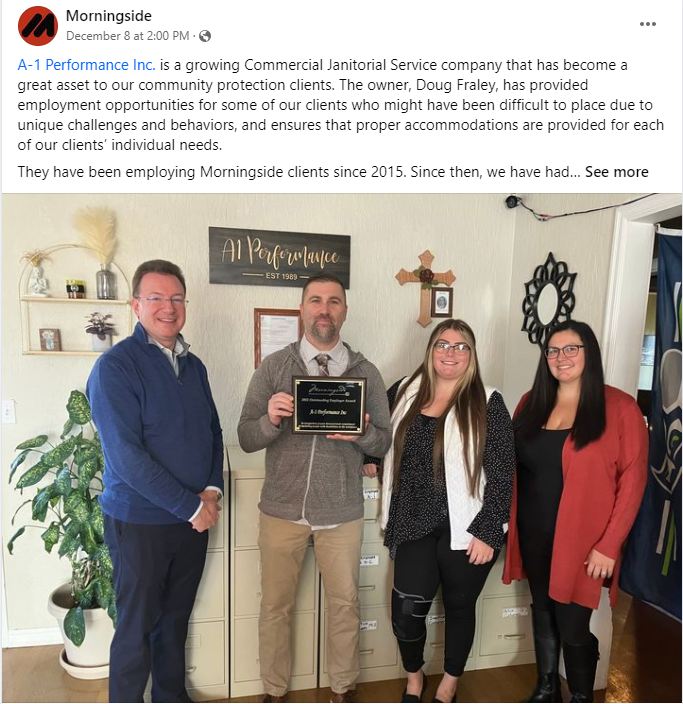 Morningside
December 8 at 2:00 PM ·
A-1 Performance Inc. is a growing Commercial Janitorial Service company that has become a
great asset to our community protection clients. The owner, Doug Fraley, has provided
employment opportunities for some of our clients who might have been difficult to place due to
unique challenges and behaviors, and ensures that proper accommodations are provided for each
of our clients’ individual needs.
They have been employing Morningside clients since 2015. Since then, we have had... See more
A1 Performance
EST 1989
Morningside
Outstanding Employer Award
A-1 Performance Inc